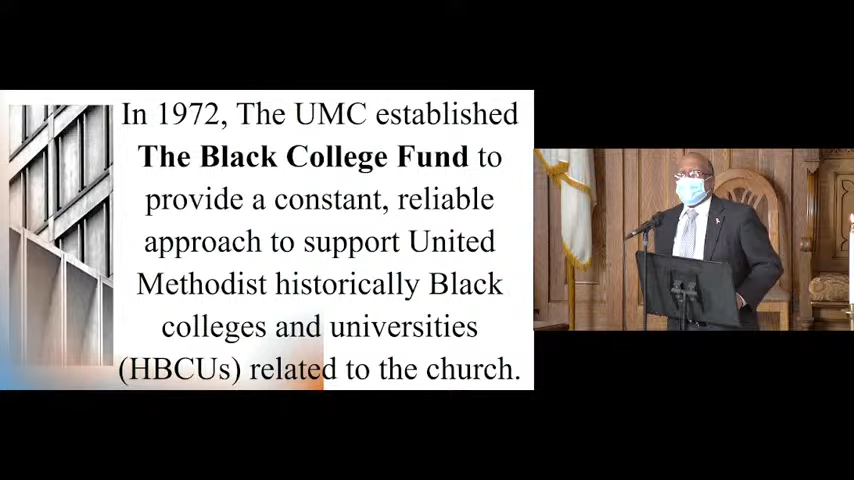 In 1972, The UMC established
The Black College Fund to
provide a constant, reliable
approach to support United
Methodist historically Black
colleges and universities
(HBCUs) related to the church.